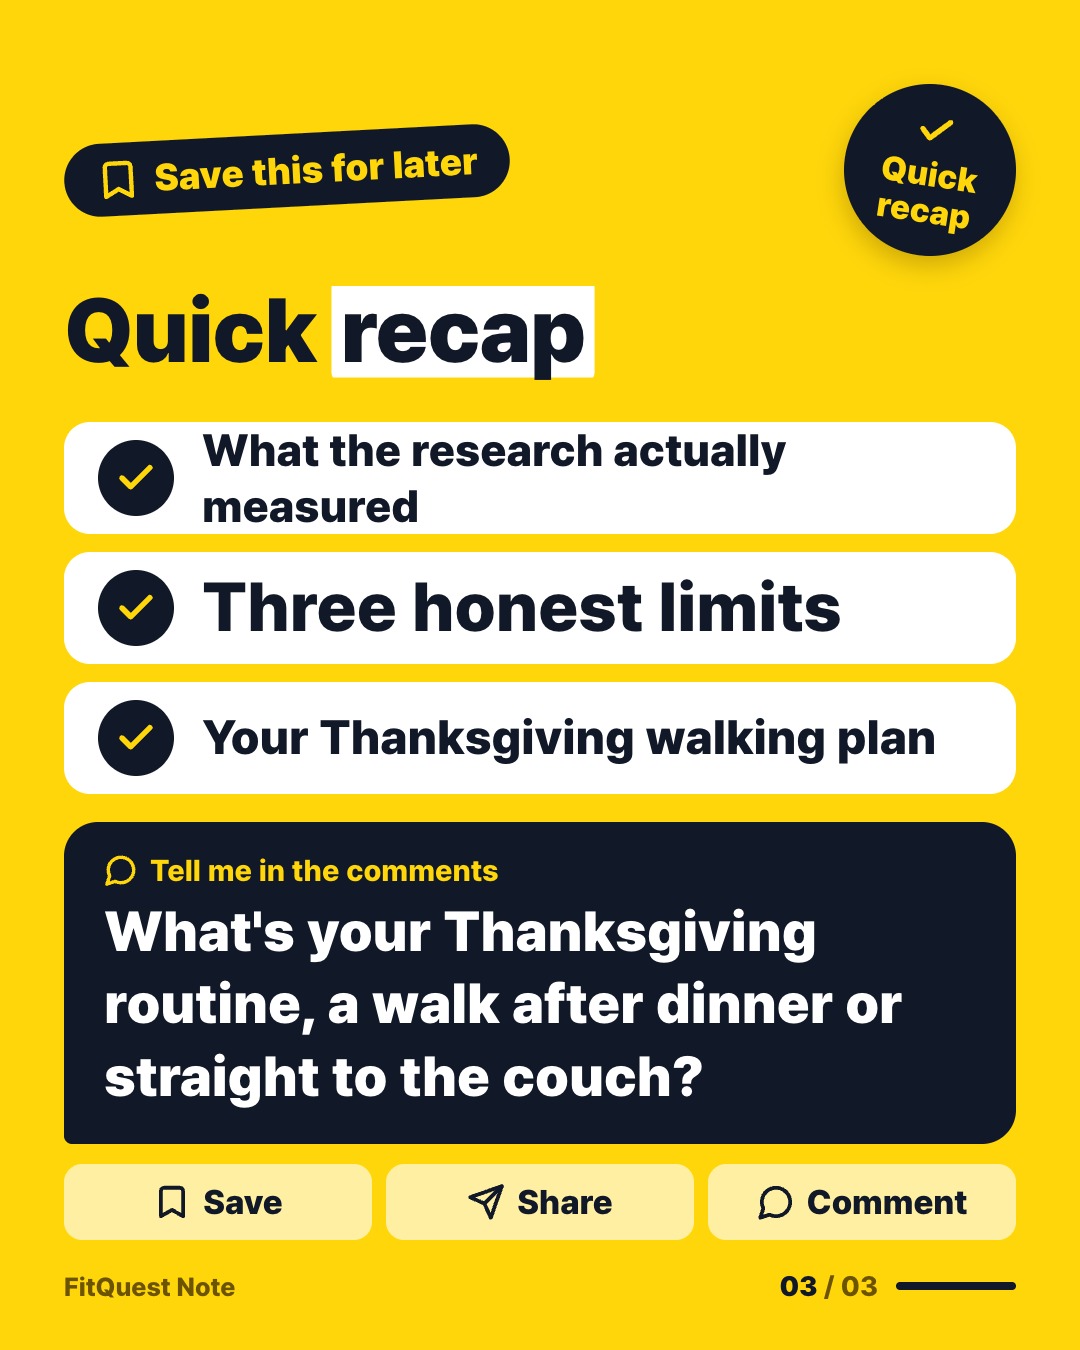 Save this for later
Quick
recap
Quick recap
What the research actually
measured
Three honest limits
Your Thanksgiving walking plan
Tell me in the comments
What's your Thanksgiving
routine, a walk after dinner or
straight to the couch?
Save
Share
Comment
FitQuest Note
03 / 03